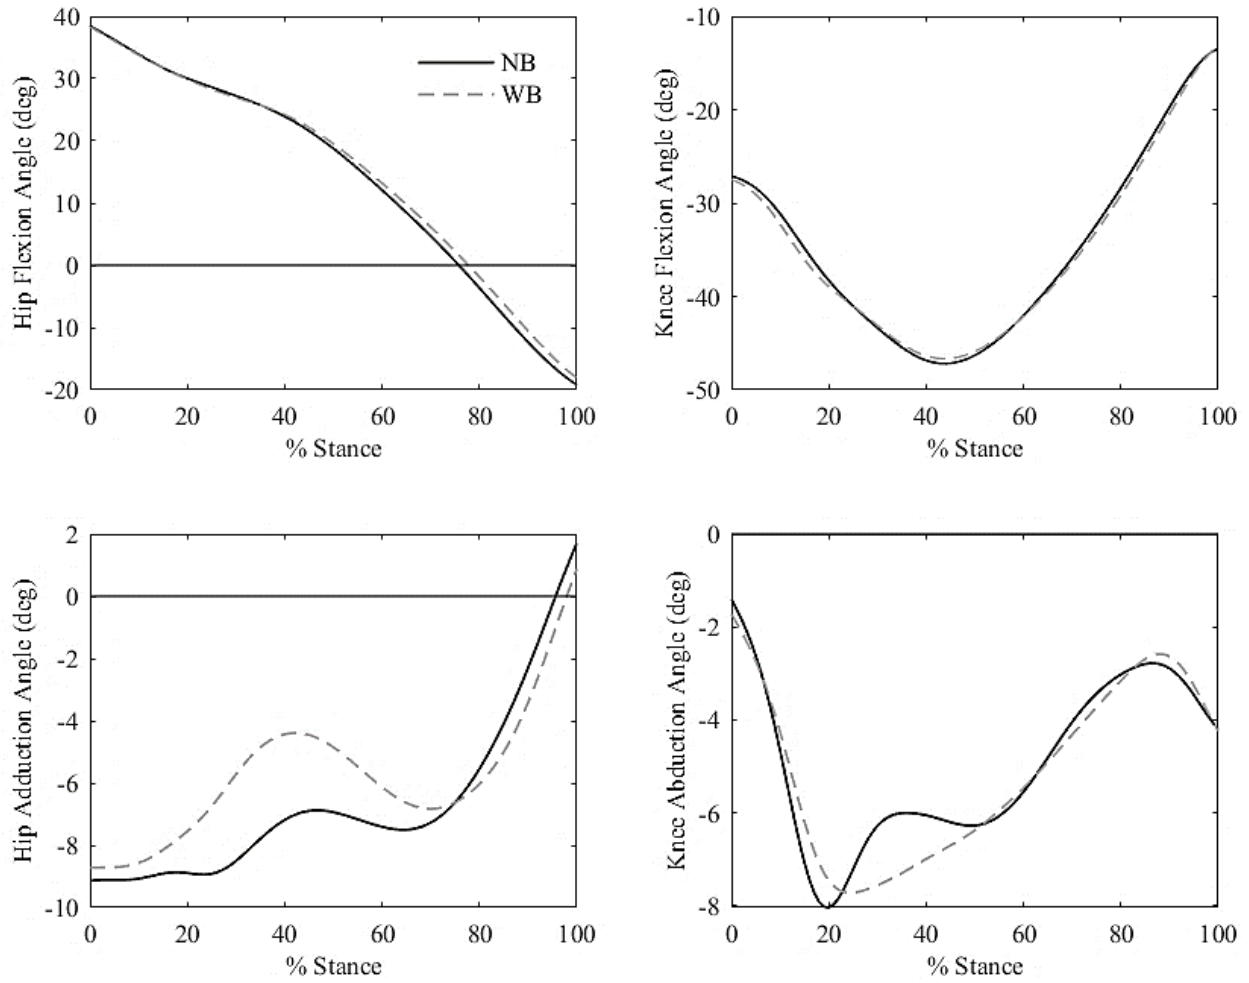 Hip Flexion Angle (deg)
40
30
20
10
0
-10
-20
0 20 40 60 80 100
% Stance
NB
WB
Knee Flexion Angle (deg)
-10
-20
-30
-40
-50
0 20 40 60 80 100
% Stance
Hip Adduction Angle (deg)
2
0
-2
-4
-6
-8
-10
0 20 40 60 80 100
% Stance
Knee Abduction Angle (deg)
0
-2
-4
-6
-8
0 20 40 60 80 100
% Stance